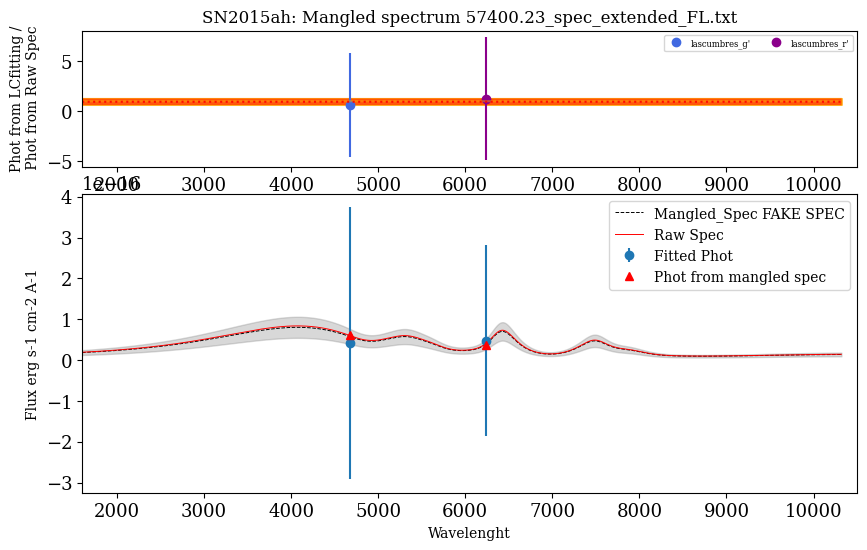 SN2015ah: Mangled spectrum 57400.23_spec_extended_FL.txt
Phot from LCfitting /
Phot from Raw Spec
5
0
−5
lascumbres_g'
lascumbres_r'
2000 3000 4000 5000 6000 7000 8000 9000 10000
1e−16
Flux erg s-1 cm-2 A-1
4
3
2
1
0
−1
−2
−3
Mangled_Spec FAKE SPEC
Raw Spec
Fitted Phot
Phot from mangled spec
2000 3000 4000 5000 6000 7000 8000 9000 10000
Wavelenght